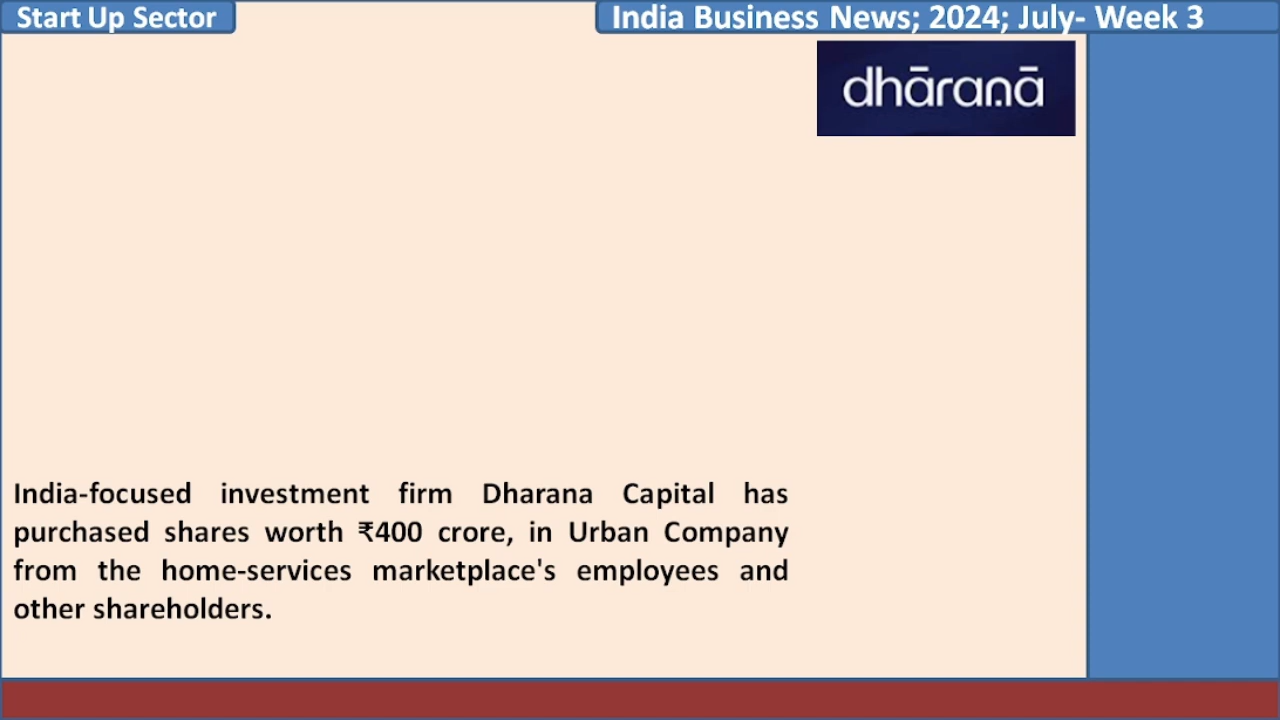 Start Up Sector
India Business News; 2024; July- Week 3
dhāraṇā
India-focused investment firm Dharana Capital has
purchased shares worth ₹400 crore, in Urban Company
from the home-services marketplace's employees and
other shareholders.